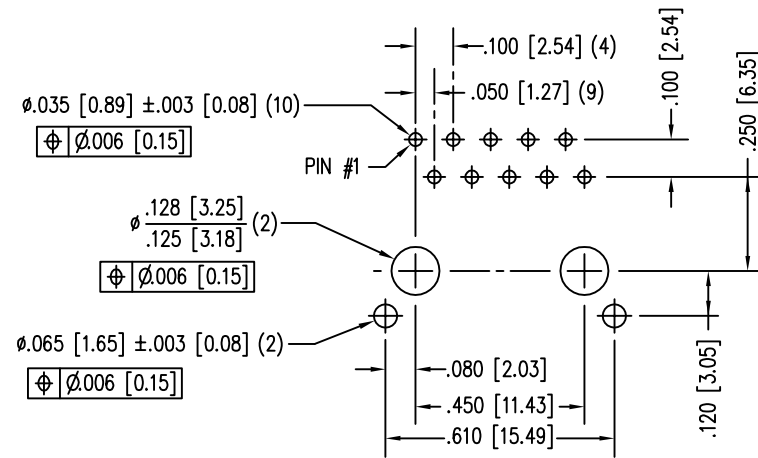 .100 [2.54] (4)
.050 [1.27] (9)
.100 [2.54]
.250 [6.35]
ø.035 [0.89] ±.003 [0.08] (10)
⌖ Ø.006 [0.15]
PIN #1
ø .128 [3.25] (2)
.125 [3.18]
⌖ Ø.006 [0.15]
ø.065 [1.65] ±.003 [0.08] (2)
⌖ Ø.006 [0.15]
.080 [2.03]
.450 [11.43]
.610 [15.49]
.120 [3.05]